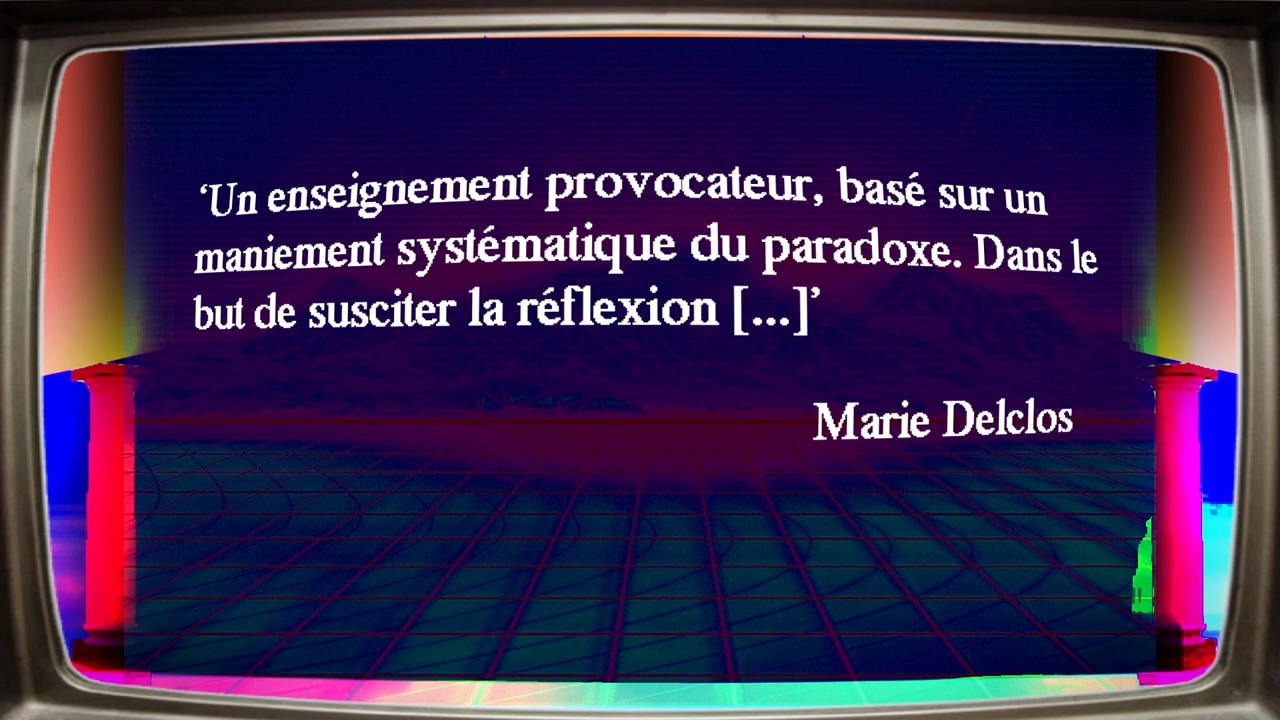 ‘Un enseignement provocateur, basé sur un
maniement systématique du paradoxe. Dans le
but de susciter la réflexion [...]’
Marie Delclos